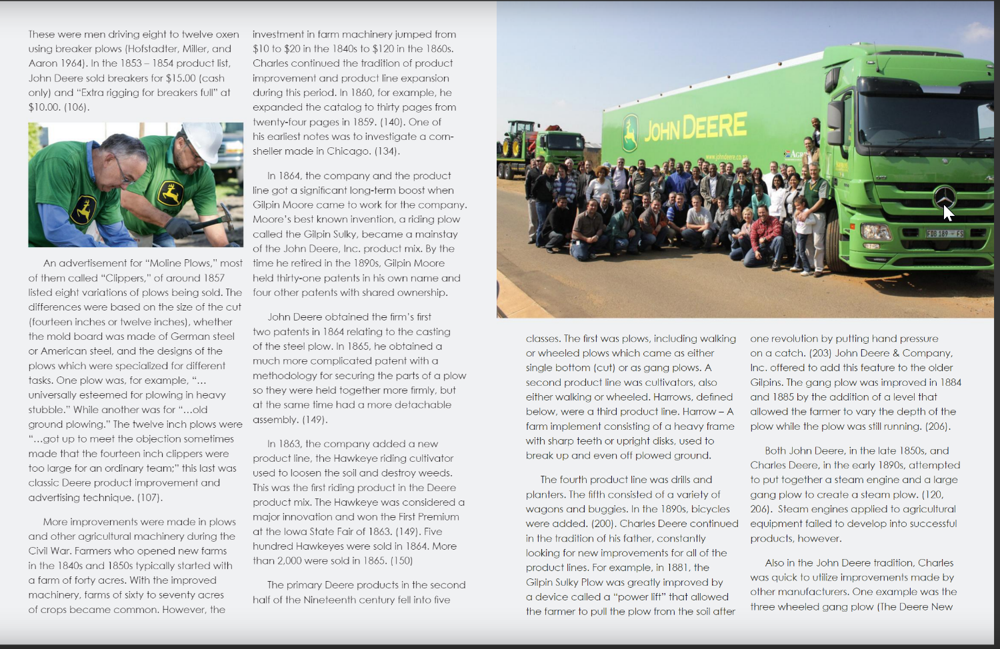 These were men driving eight to twelve oxen
using breaker plows (Hofstadter, Miller, and
Aaron 1964). In the 1853 – 1854 product list,
John Deere sold breakers for $15.00 (cash
only) and “Extra rigging for breakers full” at
$10.00. (106).
An advertisement for “Moline Plows,” most
of them called “Clippers,” of around 1857
listed eight variations of plows being sold. The
differences were based on the size of the cut
(fourteen inches or twelve inches), whether
the mold board was made of German steel
or American steel, and the designs of the
plows which were specialized for different
tasks. One plow was, for example, “…
universally esteemed for plowing in heavy
stubble.” While another was for “…old
ground plowing.” The twelve inch plows were
“…got up to meet the objection sometimes
made that the fourteen inch clippers were
too large for an ordinary team;” this last was
classic Deere product improvement and
advertising technique. (107).
More improvements were made in plows
and other agricultural machinery during the
Civil War. Farmers who opened new farms
in the 1840s and 1850s typically started with
a farm of forty acres. With the improved
machinery, farms of sixty to seventy acres
of crops became common. However, the
investment in farm machinery jumped from
$10 to $20 in the 1840s to $120 in the 1860s.
Charles continued the tradition of product
improvement and product line expansion
during this period. In 1860, for example, he
expanded the catalog to thirty pages from
twenty-four pages in 1859. (140). One of
his earliest notes was to investigate a corn-
sheller made in Chicago. (134).
In 1864, the company and the product
line got a significant long-term boost when
Gilpin Moore came to work for the company.
Moore’s best known invention, a riding plow
called the Gilpin Sulky, became a mainstay
of the John Deere, Inc. product mix. By the
time he retired in the 1890s, Gilpin Moore
held thirty-one patents in his own name and
four other patents with shared ownership.
John Deere obtained the firm’s first
two patents in 1864 relating to the casting
of the steel plow. In 1865, he obtained a
much more complicated patent with a
methodology for securing the parts of a plow
so they were held together more firmly, but
at the same time had a more detachable
assembly. (149).
In 1863, the company added a new
product line, the Hawkeye riding cultivator
used to loosen the soil and destroy weeds.
This was the first riding product in the Deere
product mix. The Hawkeye was considered a
major innovation and won the First Premium
at the Iowa State Fair of 1863. (149). Five
hundred Hawkeyes were sold in 1864. More
than 2,000 were sold in 1865. (150)
The primary Deere products in the second
half of the Nineteenth century fell into five
JOHN DEERE
www.johndeere.co.za
FDB 189 FS
classes. The first was plows, including walking
or wheeled plows which came as either
single bottom (cut) or as gang plows. A
second product line was cultivators, also
either walking or wheeled. Harrows, defined
below, were a third product line. Harrow – A
farm implement consisting of a heavy frame
with sharp teeth or upright disks, used to
break up and even off plowed ground.
The fourth product line was drills and
planters. The fifth consisted of a variety of
wagons and buggies. In the 1890s, bicycles
were added. (200). Charles Deere continued
in the tradition of his father, constantly
looking for new improvements for all of the
product lines. For example, in 1881, the
Gilpin Sulky Plow was greatly improved by
a device called a “power lift” that allowed
the farmer to pull the plow from the soil after
one revolution by putting hand pressure
on a catch. (203) John Deere & Company,
Inc. offered to add this feature to the older
Gilpins. The gang plow was improved in 1884
and 1885 by the addition of a level that
allowed the farmer to vary the depth of the
plow while the plow was still running. (206).
Both John Deere, in the late 1850s, and
Charles Deere, in the early 1890s, attempted
to put together a steam engine and a large
gang plow to create a steam plow. (120,
206). Steam engines applied to agricultural
equipment failed to develop into successful
products, however.
Also in the John Deere tradition, Charles
was quick to utilize improvements made by
other manufacturers. One example was the
three wheeled gang plow (The Deere New